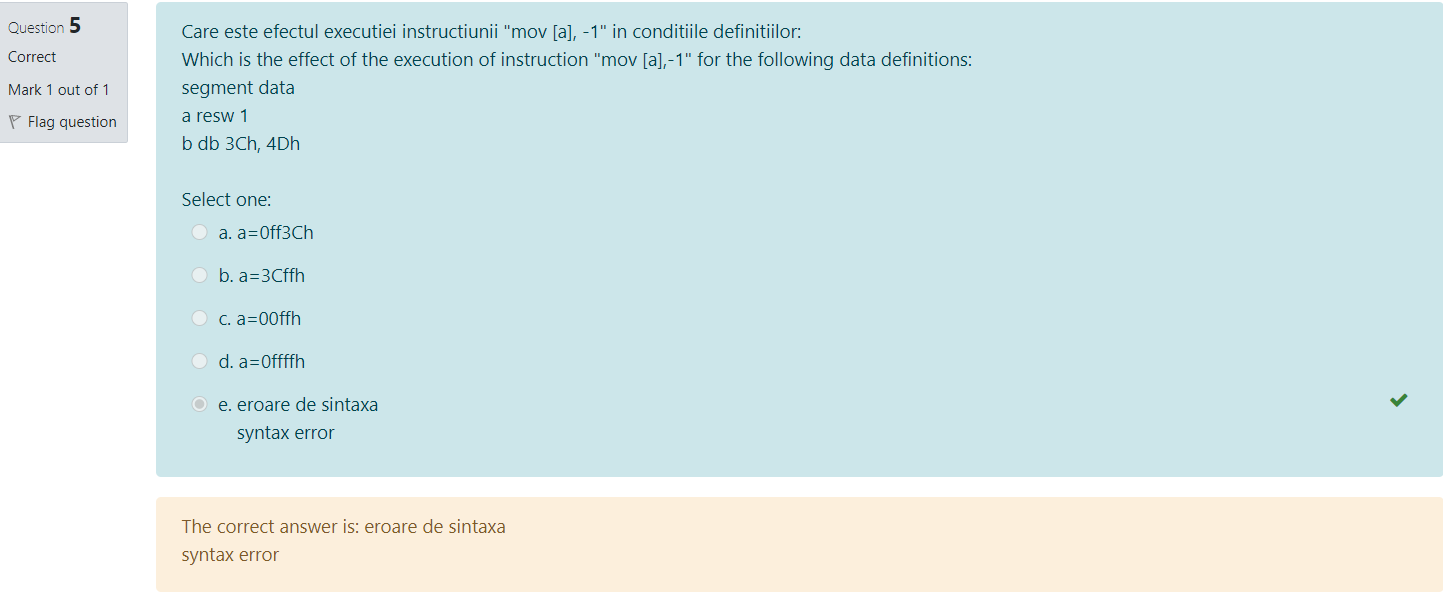 Question 5
Correct
Mark 1 out of 1
Flag question
Care este efectul executiei instructiunii "mov [a], -1" in conditiile definitiilor:
Which is the effect of the execution of instruction "mov [a],-1" for the following data definitions:
segment data
a resw 1
b db 3Ch, 4Dh
Select one:
a. a=0ff3Ch
b. a=3Cffh
c. a=00ffh
d. a=0ffffh
e. eroare de sintaxa
syntax error
The correct answer is: eroare de sintaxa
syntax error